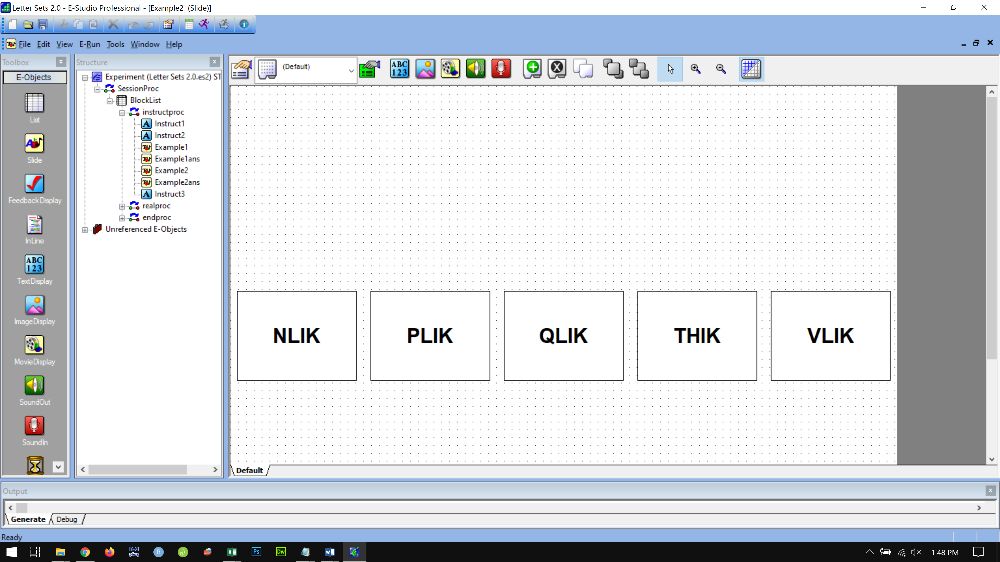 Letter Sets 2.0 - E-Studio Professional - [Example2 (Slide)]
File Edit View E-Run Tools Window Help
Toolbox
Structure
E-Objects
List
Slide
FeedbackDisplay
InLine
ABC
123
TextDisplay
ImageDisplay
MovieDisplay
SoundOut
SoundIn
Experiment (Letter Sets 2.0.es2) ST
SessionProc
BlockList
instructproc
Instruct1
Instruct2
Example1
Example1ans
Example2
Example2ans
Instruct3
realproc
endproc
Unreferenced E-Objects
(Default)
ABC
123
NLIK
PLIK
QLIK
THIK
VLIK
Default
Output
Generate Debug
Ready
Mplus6
R
Ps
Dw
1:48 PM